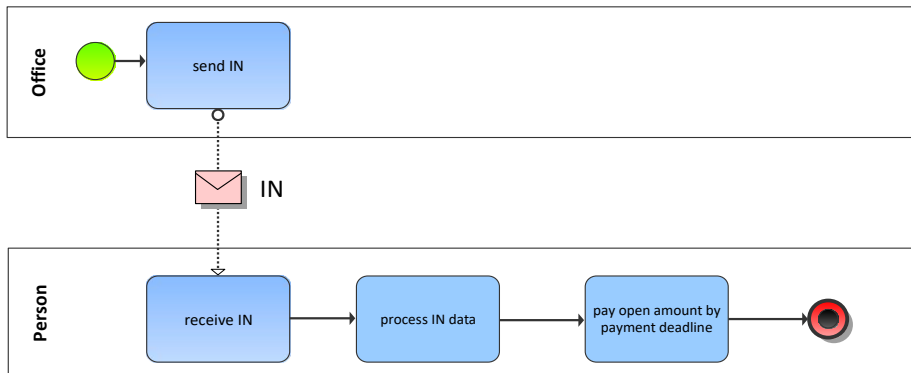 Office
send IN
IN
Person
receive IN
process IN data
pay open amount by
payment deadline